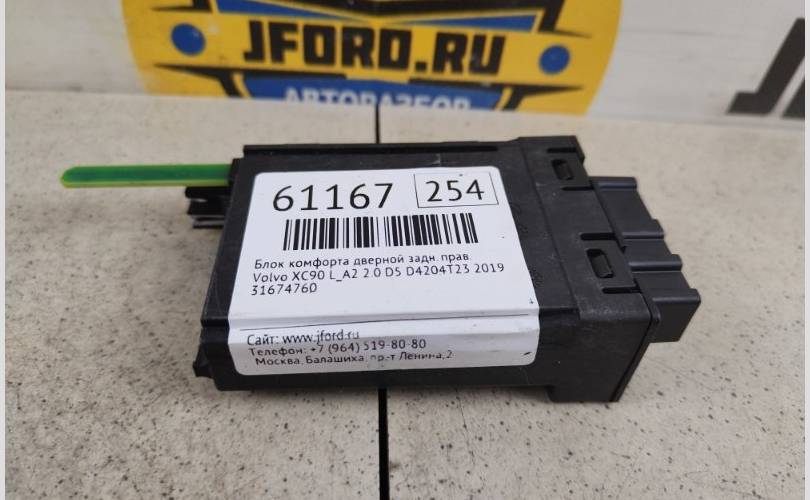 JFORD.RU
АВТОРАЗБОР
61167 254
Блок комфорта дверной задн. прав.
Volvo XC90 L_A2 2.0 D5 D4204T23 2019
31674760
Сайт: www.jford.ru
Телефон: +7 (964) 519-80-80
Москва, Балашиха, пр-т Ленина,2